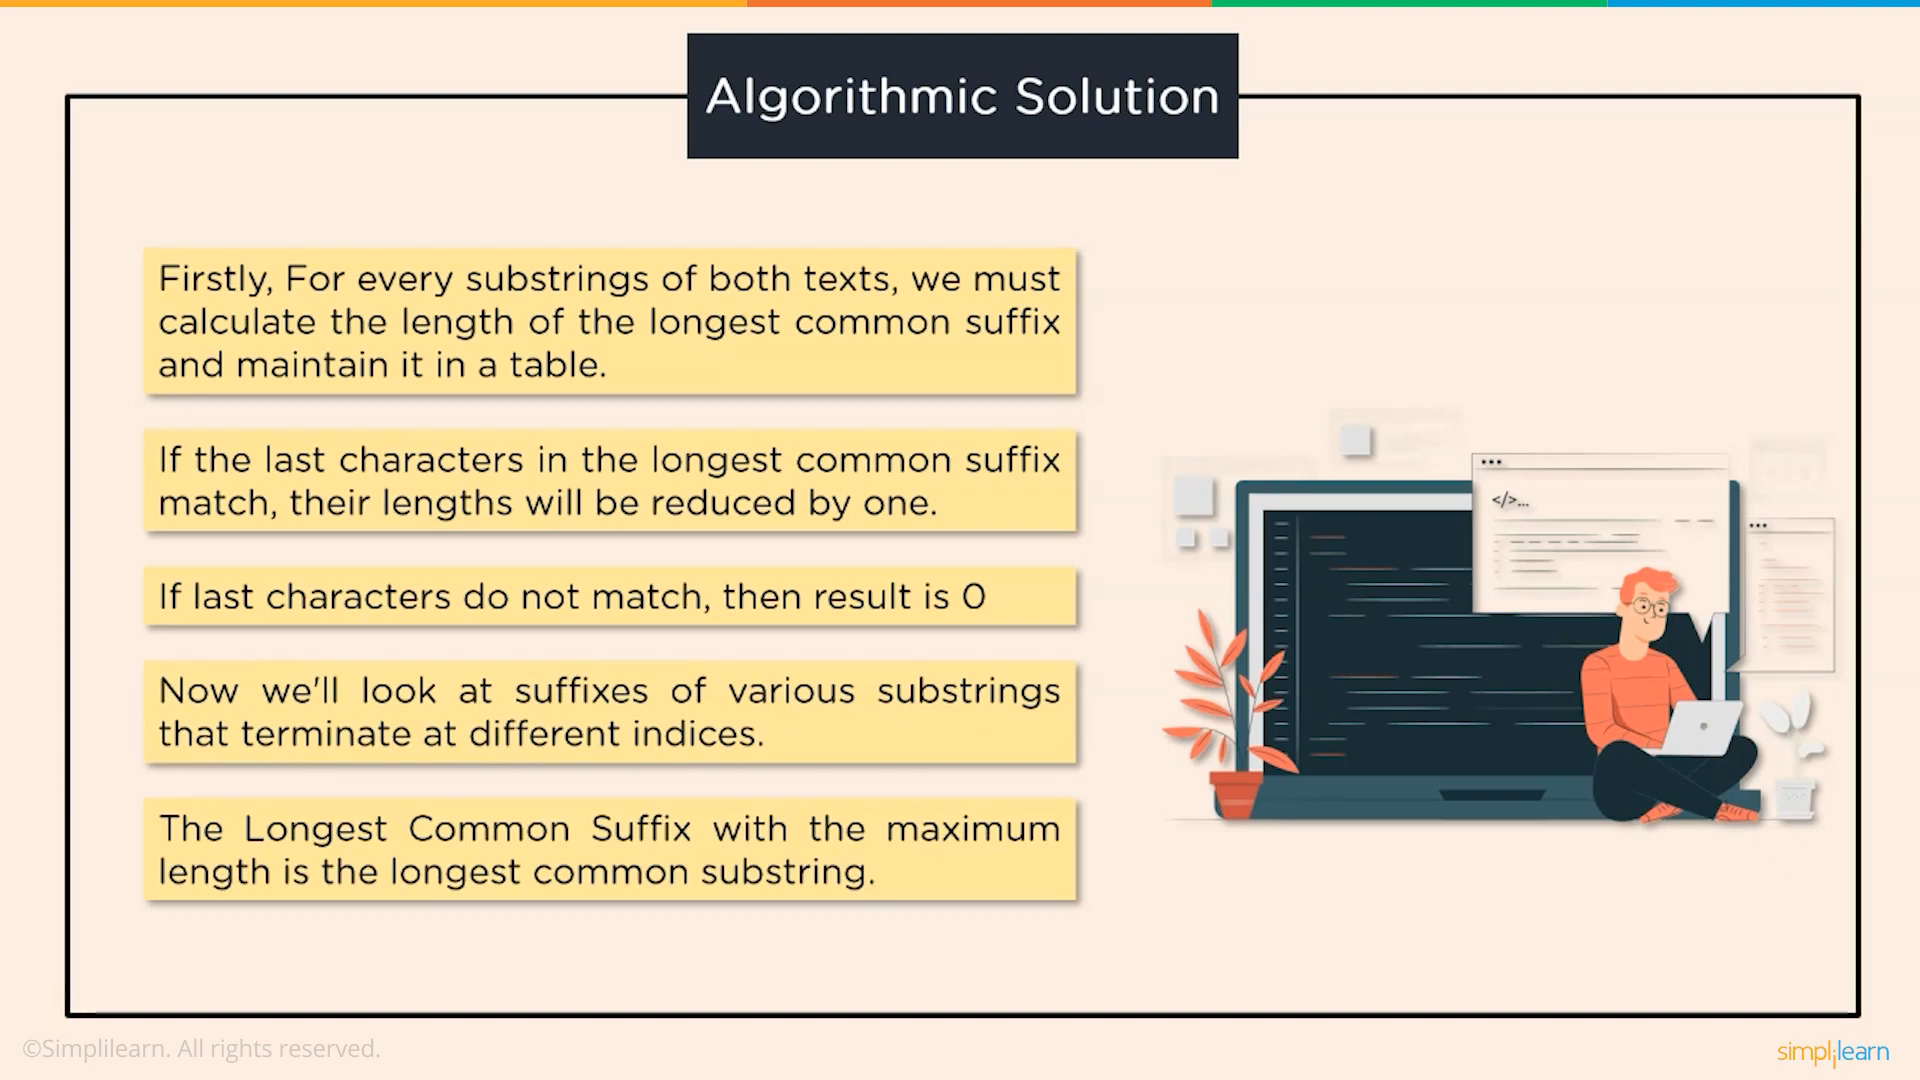 Algorithmic Solution
Firstly, For every substrings of both texts, we must
calculate the length of the longest common suffix
and maintain it in a table.
If the last characters in the longest common suffix
match, their lengths will be reduced by one.
If last characters do not match, then result is 0
Now we'll look at suffixes of various substrings
that terminate at different indices.
The Longest Common Suffix with the maximum
length is the longest common substring.
</>...
©Simplilearn. All rights reserved.
simplilearn